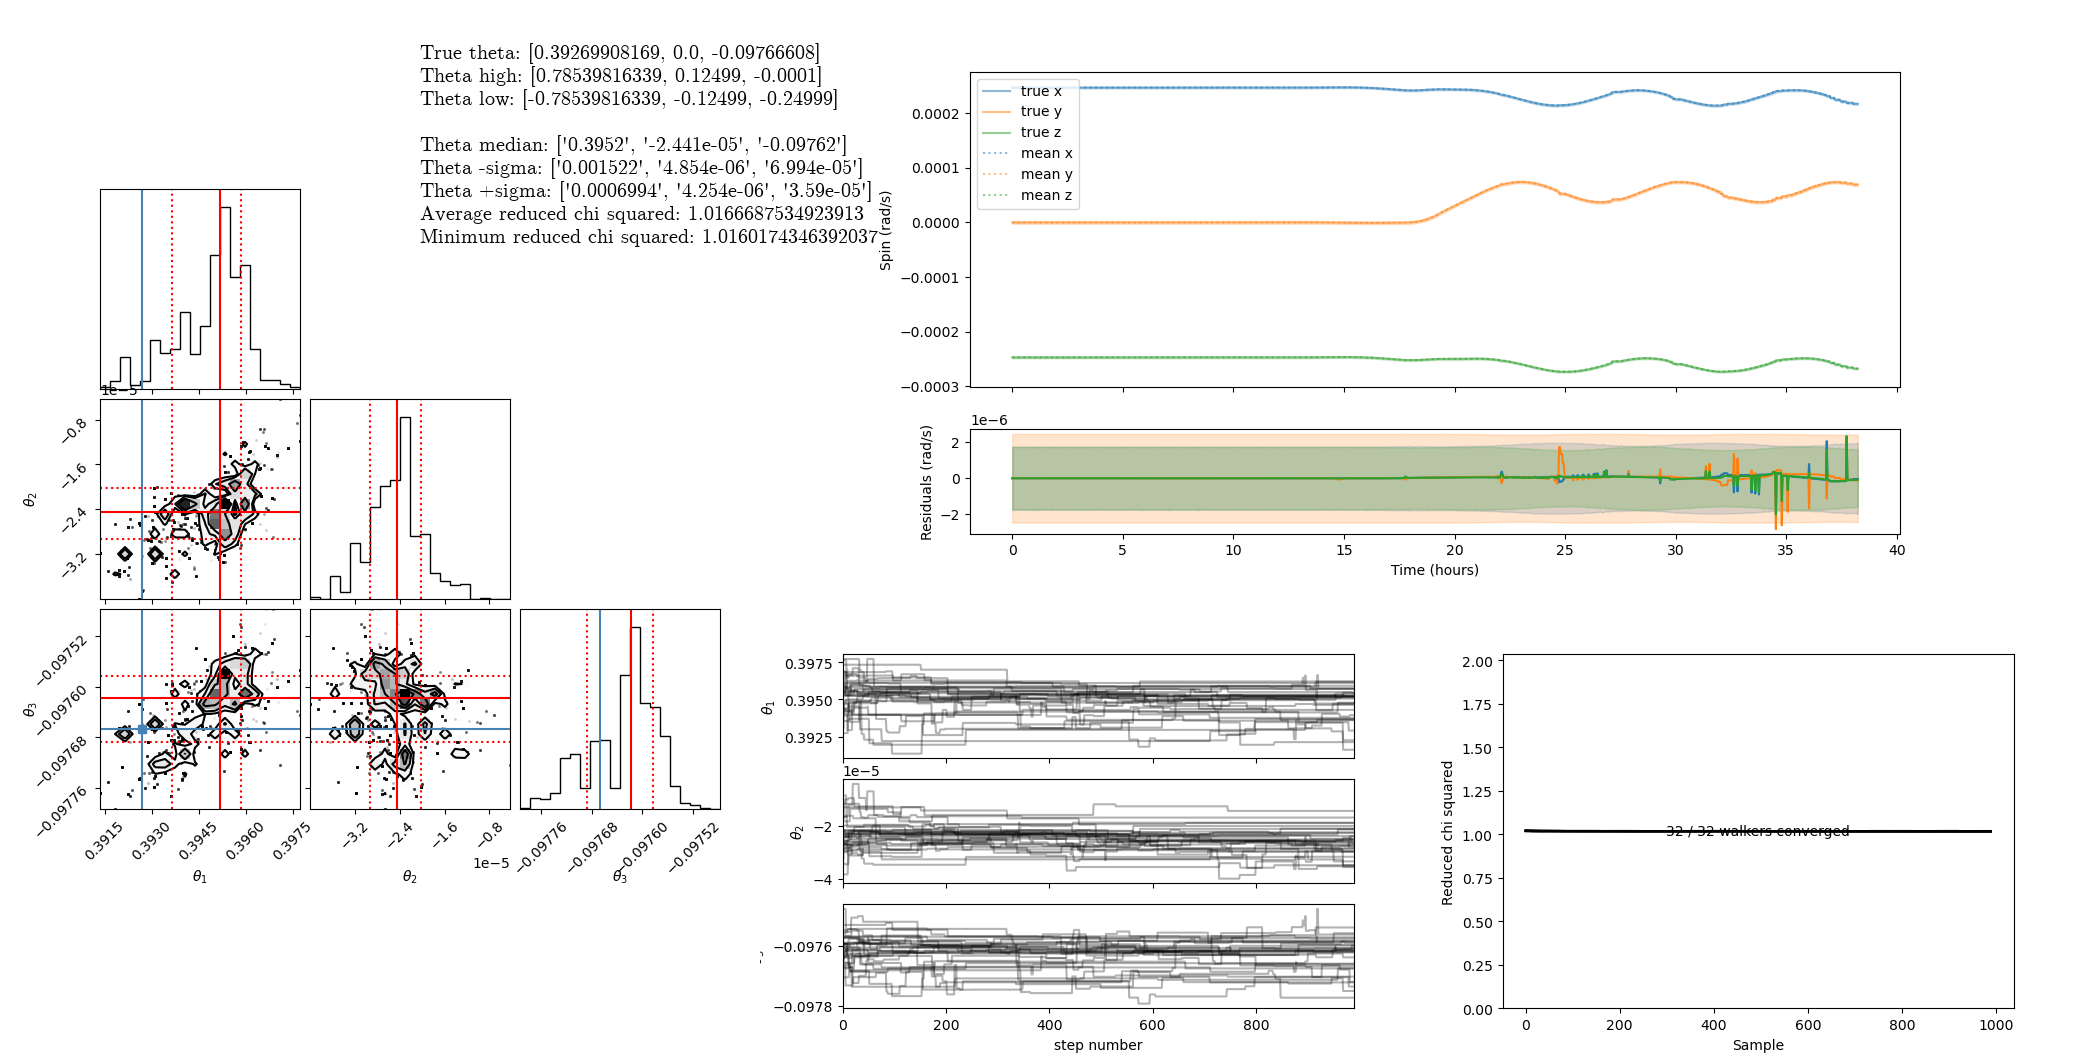 True theta: [0.39269908169, 0.0, -0.09766608]
Theta high: [0.78539816339, 0.12499, -0.0001]
Theta low: [-0.78539816339, -0.12499, -0.24999]
Theta median: ['0.3952', '-2.441e-05', '-0.09762']
Theta -sigma: ['0.001522', '4.854e-06', '6.994e-05']
Theta +sigma: ['0.0006994', '4.254e-06', '3.59e-05']
Average reduced chi squared: 1.0166687534923913
Minimum reduced chi squared: 1.0160174346392037
1e−5
−0.8
−1.6
−2.4
−3.2
θ2
−0.09752
−0.09760
−0.09768
−0.09776
θ3
0.3915
0.3930
0.3945
0.3960
0.3975
θ1
−3.2
−2.4
−1.6
−0.8
1e−5
θ2
−0.09776
−0.09768
−0.09760
−0.09752
θ3
true x
true y
true z
mean x
mean y
mean z
0.0002
0.0001
0.0000
−0.0001
−0.0002
−0.0003
Spin (rad/s)
1e−6
2
0
−2
Residuals (rad/s)
0
5
10
15
20
25
30
35
40
Time (hours)
0.3975
0.3950
0.3925
θ1
1e−5
−2
−4
θ2
−0.0976
−0.0978
0
200
400
600
800
step number
2.00
1.75
1.50
1.25
1.00
0.75
0.50
0.25
0.00
Reduced chi squared
32 / 32 walkers converged
0
200
400
600
800
1000
Sample